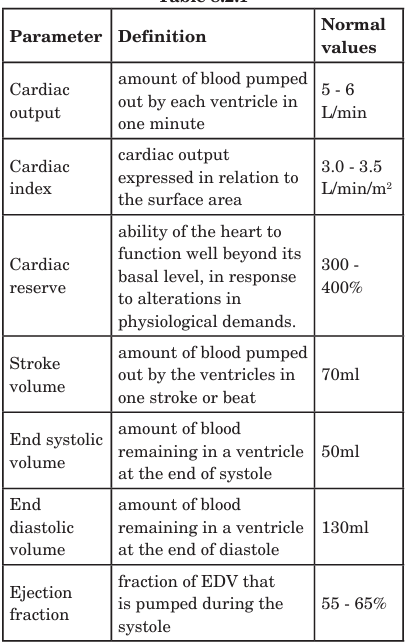 Parameter Definition Normal values
Cardiac output
amount of blood pumped
out by each ventricle in
one minute
5 - 6
L/min
Cardiac
index
cardiac output
expressed in relation to
the surface area
3.0 - 3.5
L/min/m²
Cardiac
reserve
ability of the heart to
function well beyond its
basal level, in response
to alterations in
physiological demands.
300 -
400%
Stroke
volume
amount of blood pumped
out by the ventricles in
one stroke or beat
70ml
End systolic
volume
amount of blood
remaining in a ventricle
at the end of systole
50ml
End
diastolic
volume
amount of blood
remaining in a ventricle
at the end of diastole
130ml
Ejection
fraction
fraction of EDV that
is pumped during the
systole
55 - 65%